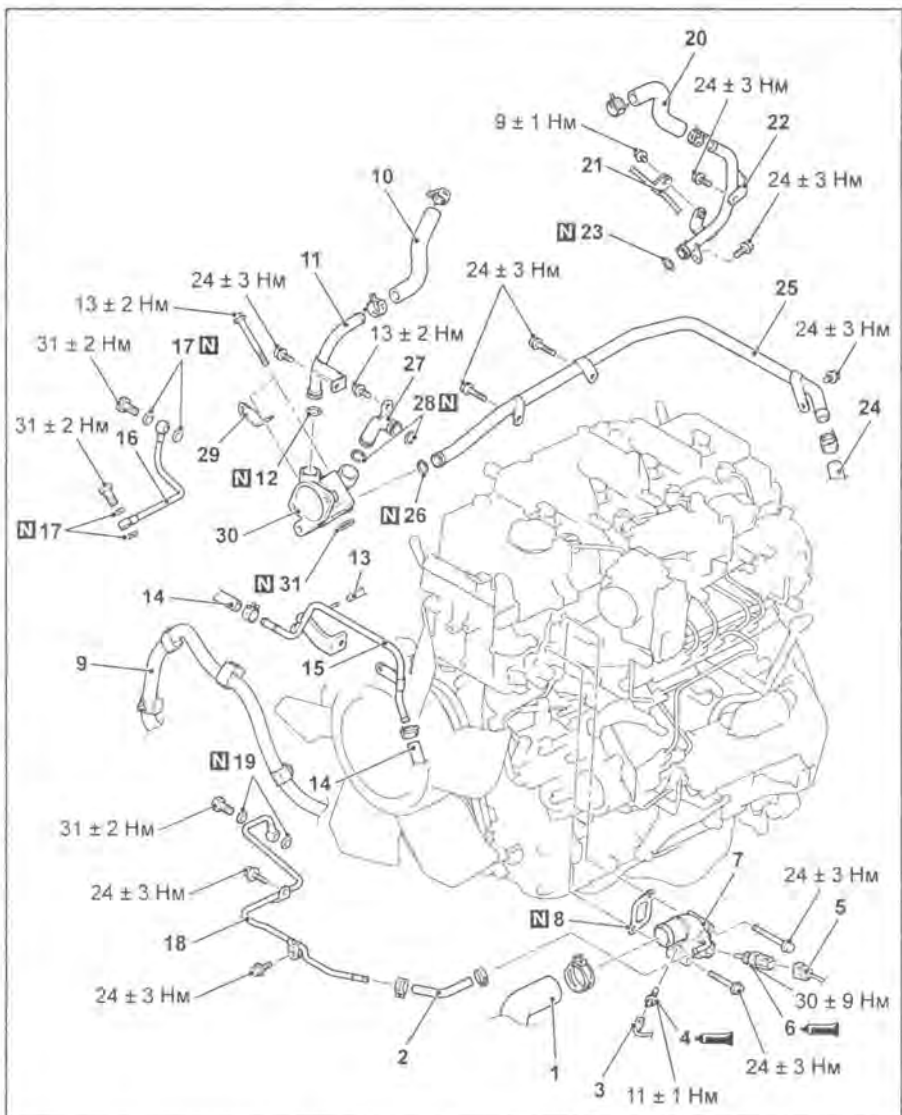 20
24 ± 3 Нм
9 ± 1 Нм
22
21
10
24 ± 3 Нм
N 23
11
24 ± 3 Нм
24 ± 3 Нм
25
13 ± 2 Нм
13 ± 2 Нм
24 ± 3 Нм
31 ± 2 Нм
17 N
27
28 N
31 ± 2 Нм
16
29
N 12
24
30
N 26
N 17
N 31
13
14
15
9
N 19
14
31 ± 2 Нм
7
24 ± 3 Нм
24 ± 3 Нм
N 8
5
18
24 ± 3 Нм
30 ± 9 Нм
2
1
3
4
6
24 ± 3 Нм
11 ± 1 Нм